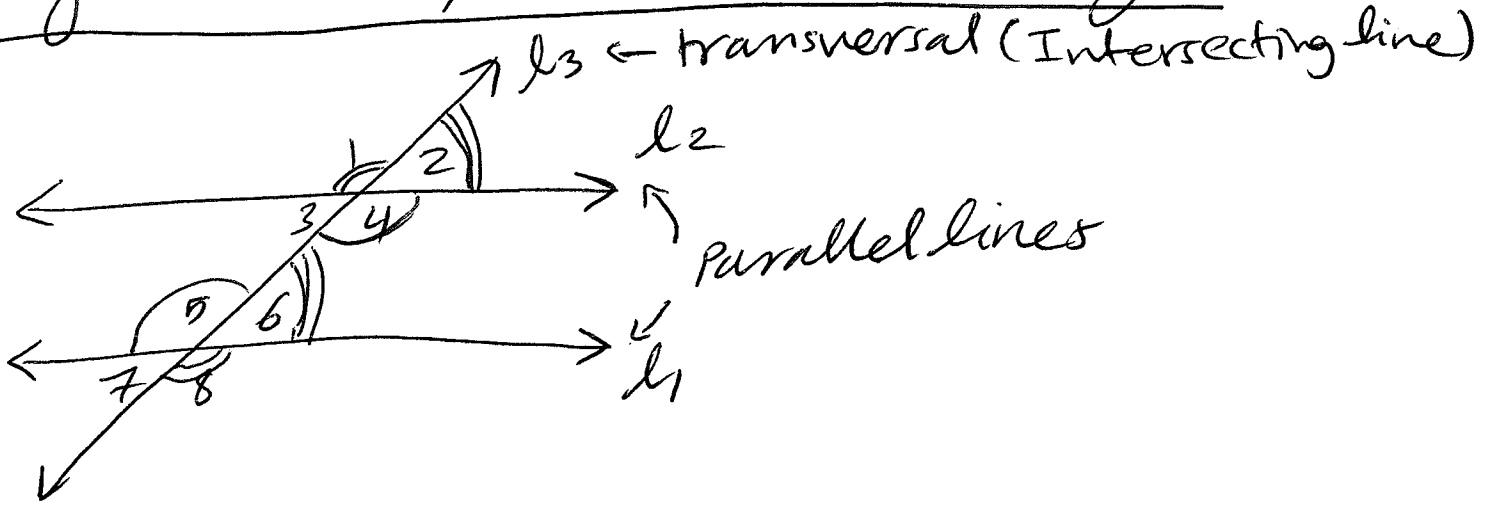 l3 ← transversal (Intersecting line)
l2
1 2
3 4
Parallel lines
5 6
l1
7 8